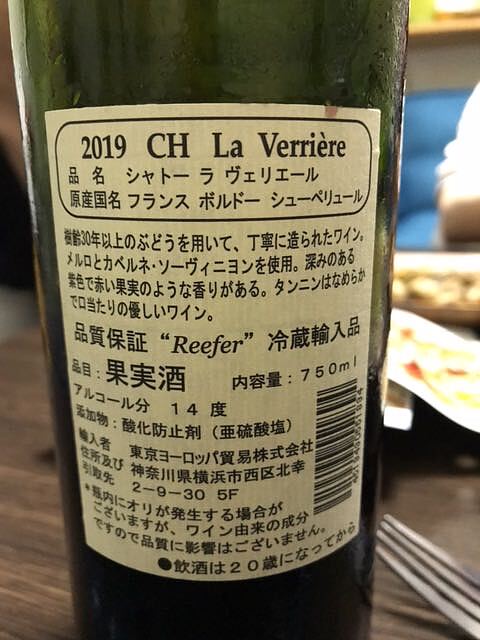 2019 CH La Verrière
品 名 シャトー ラ ヴェリエール
原産国名 フランス ボルドー シューペリュール
樹齢30年以上のぶどうを用いて、丁寧に造られたワイン。
メルロとカベルネ・ソーヴィニヨンを使用。深みのある
紫色で赤い果実のような香りがある。タンニンはなめらか
で口当たりの優しいワイン。
品質保証 “Reefer” 冷蔵輸入品
品目：果実酒 内容量：750ml
アルコール分 14 度
添加物：酸化防止剤（亜硫酸塩）
輸入者 東京ヨーロッパ貿易株式会社
住所及び 神奈川県横浜市西区北幸
引取先 2-9-30 5F
*瓶内にオリが発生する場合が
ございますが、ワイン由来の成分
ですので品質に影響はございません。
●飲酒は20歳になってから